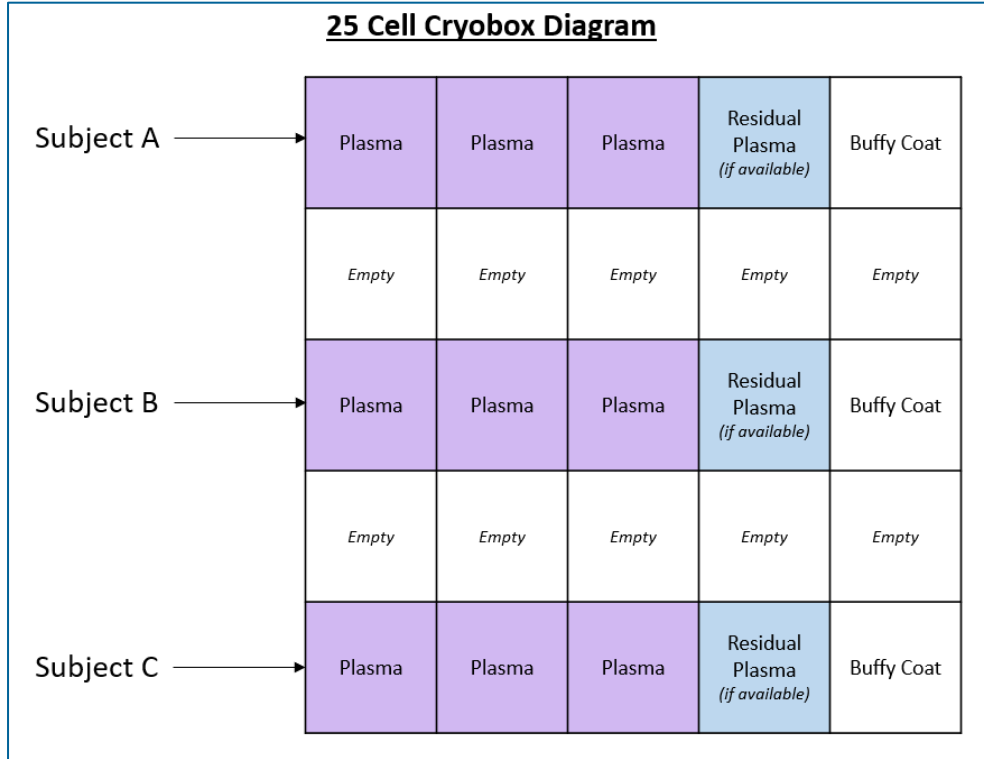 25 Cell Cryobox Diagram
Subject A
Plasma
Plasma
Plasma
Residual
Plasma
(if available)
Buffy Coat
Empty
Empty
Empty
Empty
Empty
Subject B
Plasma
Plasma
Plasma
Residual
Plasma
(if available)
Buffy Coat
Empty
Empty
Empty
Empty
Empty
Subject C
Plasma
Plasma
Plasma
Residual
Plasma
(if available)
Buffy Coat